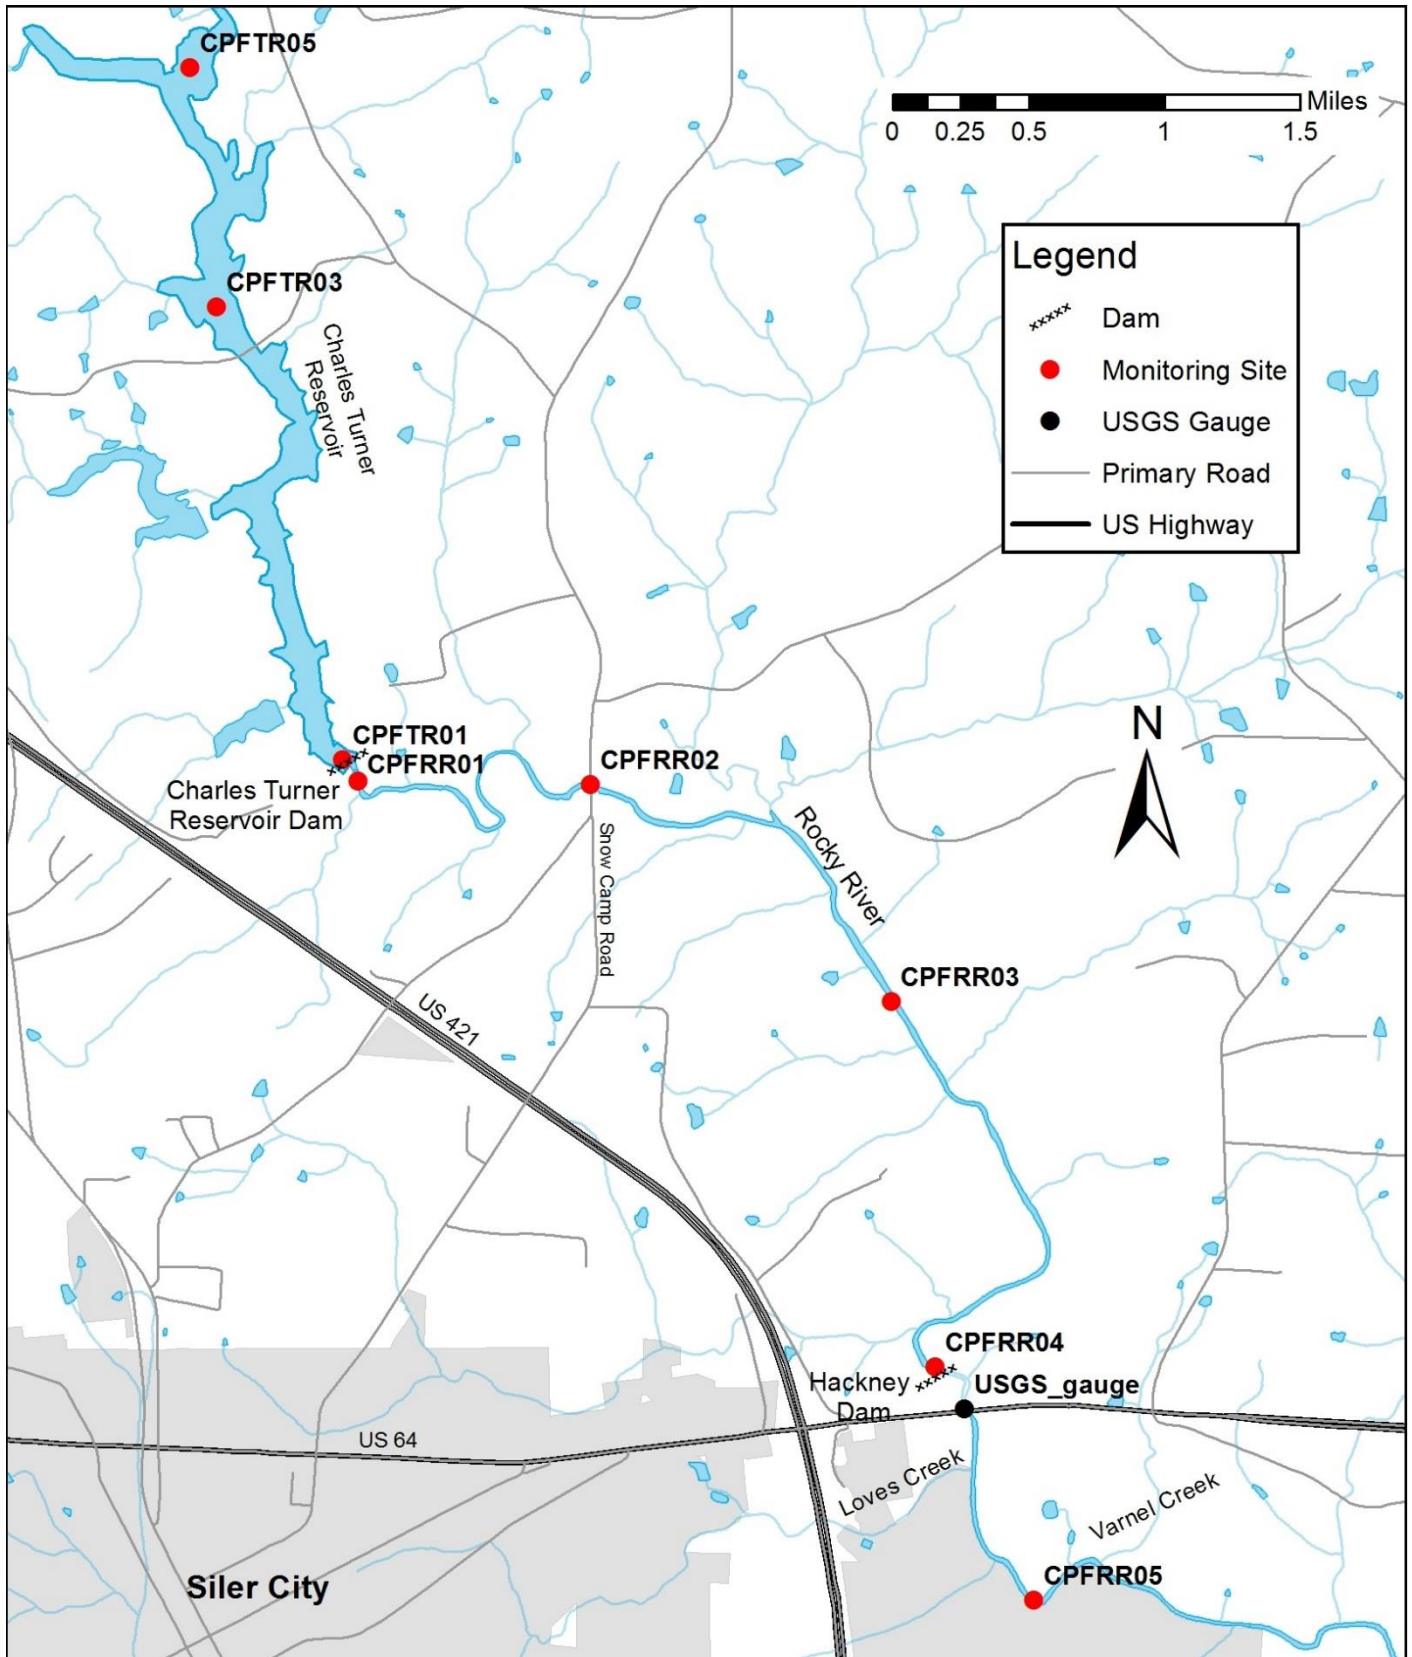 CPFTR05
Miles
0 0.25 0.5 1 1.5
Legend
Dam
Monitoring Site
USGS Gauge
Primary Road
US Highway
CPFTR03
Charles Turner
Reservoir
N
CPFTR01
CPFRR01
CPFRR02
Charles Turner
Reservoir Dam
Snow Camp Road
Rocky River
CPFRR03
US 421
CPFRR04
Hackney
Dam
USGS_gauge
US 64
Loves Creek
Varnel Creek
CPFRR05
Siler City